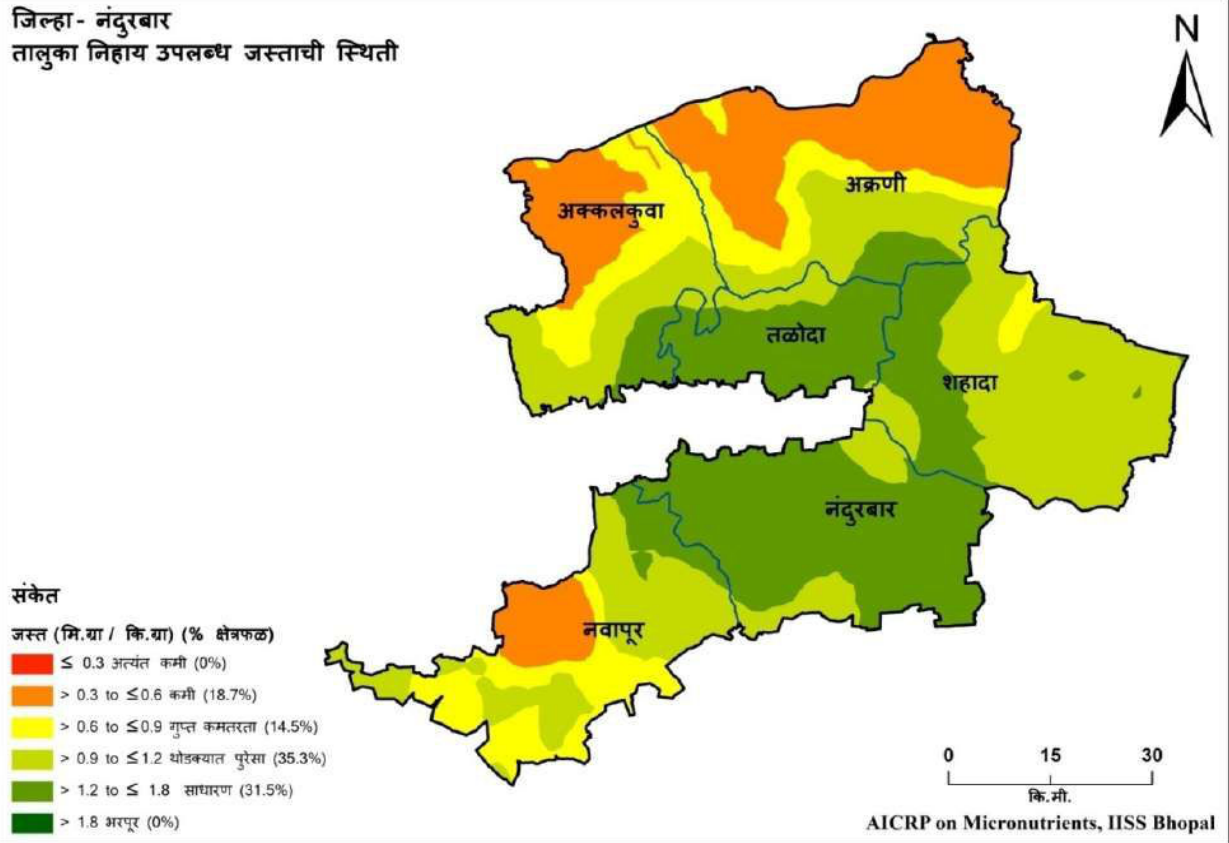 जिल्हा - नंदुरबार
तालुका निहाय उपलब्ध जस्ताची स्थिती
N
अक्रणी
अक्कलकुवा
तळोदा
शहादा
नंदुरबार
नवापूर
संकेत
जस्त (मि.ग्रा / कि.ग्रा) (% क्षेत्रफळ)
≤ 0.3 अत्यंत कमी (0%)
> 0.3 to ≤0.6 कमी (18.7%)
> 0.6 to ≤0.9 गुप्त कमतरता (14.5%)
> 0.9 to ≤1.2 थोडक्यात पुरेसा (35.3%)
> 1.2 to ≤ 1.8 साधारण (31.5%)
> 1.8 भरपूर (0%)
0 15 30
कि.मी.
AICRP on Micronutrients, IISS Bhopal